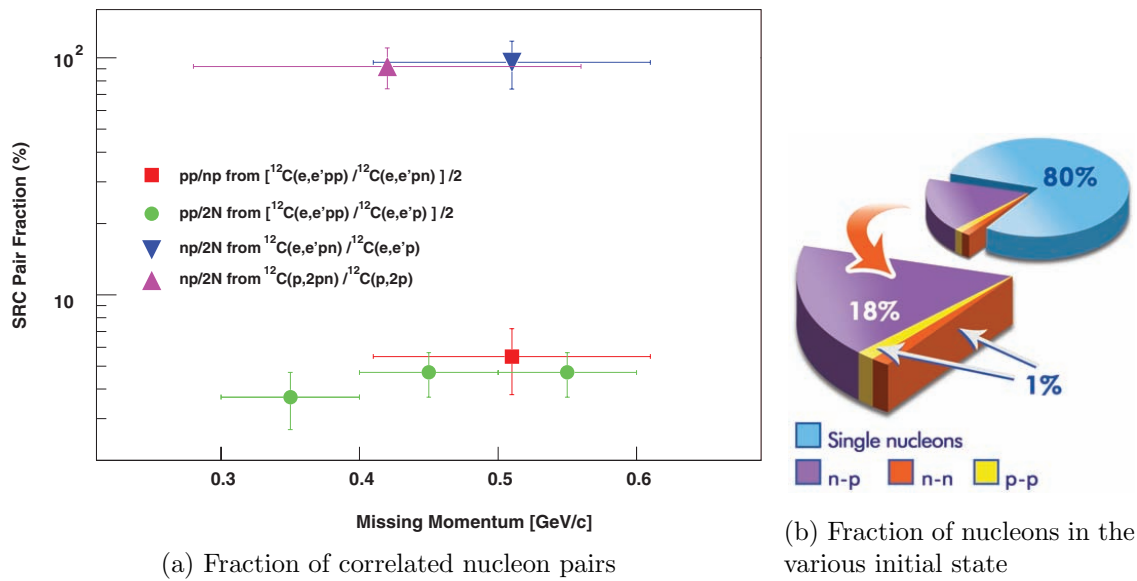 SRC Pair Fraction (%)
10²
10
pp/np from [¹²C(e,e'pp) /¹²C(e,e'pn) ] /2
pp/2N from [¹²C(e,e'pp) /¹²C(e,e'p) ] /2
np/2N from ¹²C(e,e'pn) /¹²C(e,e'p)
np/2N from ¹²C(p,2pn) /¹²C(p,2p)
0.3 0.4 0.5 0.6
Missing Momentum [GeV/c]
(a) Fraction of correlated nucleon pairs
80%
18%
1%
Single nucleons
n-p n-n p-p
(b) Fraction of nucleons in the
various initial state